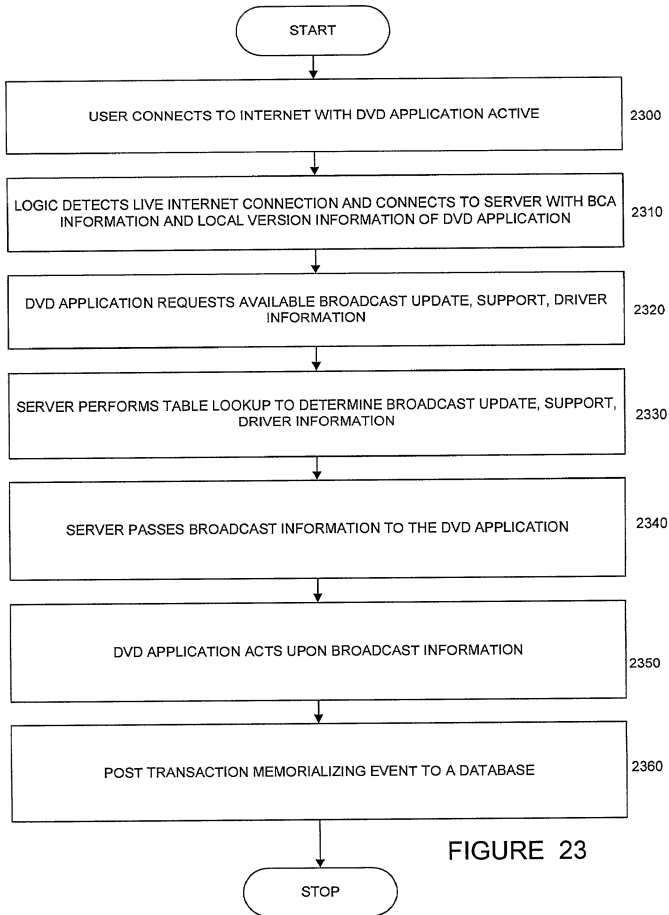 START
USER CONNECTS TO INTERNET WITH DVD APPLICATION ACTIVE
2300
LOGIC DETECTS LIVE INTERNET CONNECTION AND CONNECTS TO SERVER WITH BCA
INFORMATION AND LOCAL VERSION INFORMATION OF DVD APPLICATION
2310
DVD APPLICATION REQUESTS AVAILABLE BROADCAST UPDATE, SUPPORT, DRIVER
INFORMATION
2320
SERVER PERFORMS TABLE LOOKUP TO DETERMINE BROADCAST UPDATE, SUPPORT,
DRIVER INFORMATION
2330
SERVER PASSES BROADCAST INFORMATION TO THE DVD APPLICATION
2340
DVD APPLICATION ACTS UPON BROADCAST INFORMATION
2350
POST TRANSACTION MEMORIALIZING EVENT TO A DATABASE
2360
FIGURE 23
STOP